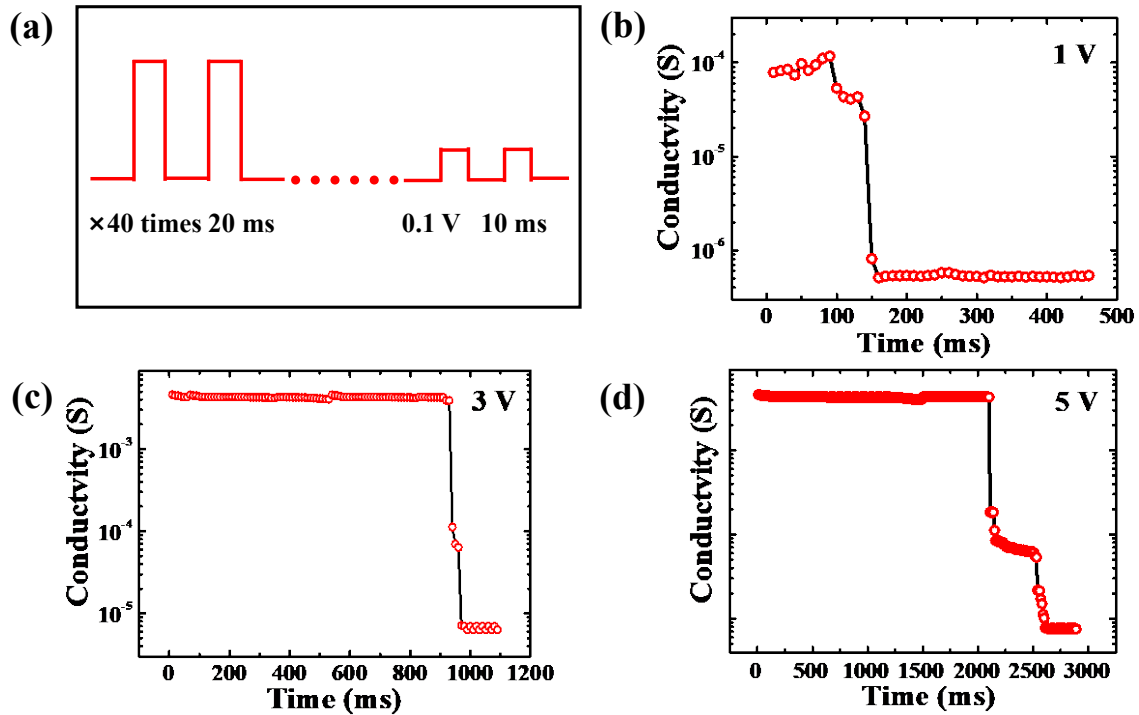 (a)
×40 times 20 ms 0.1 V 10 ms
(b)
1 V
Conductvity (S)
10⁻⁴
10⁻⁵
10⁻⁶
0 100 200 300 400 500
Time (ms)
(c)
3 V
Conductvity (S)
10⁻³
10⁻⁴
10⁻⁵
0 200 400 600 800 1000 1200
Time (ms)
(d)
5 V
Conductvity (S)
0 500 1000 1500 2000 2500 3000
Time (ms)